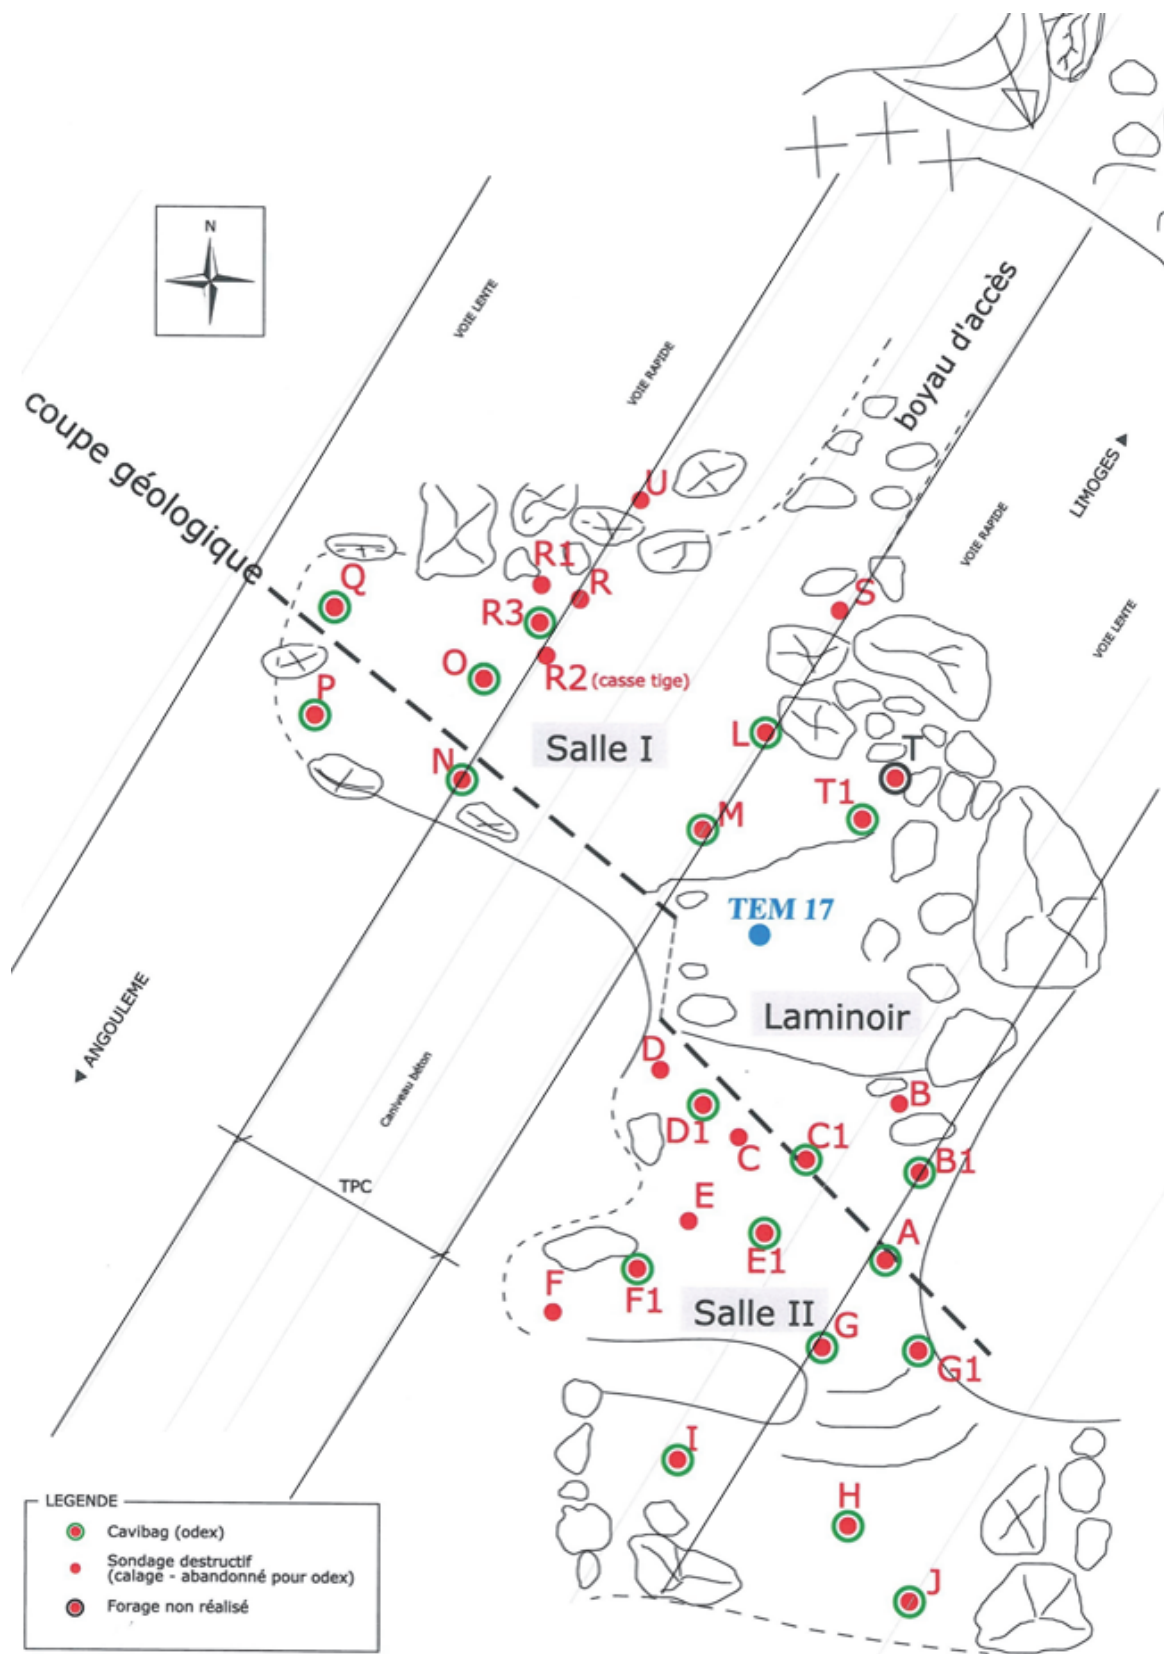 N
VOIE LENTE
VOIE RAPIDE
boyau d'accès
coupe géologique
LIMOGES
VOIE RAPIDE
VOIE LENTE
U
Q
R1
R
R3
S
O
R2 (casse tige)
P
L
T
Salle I
N
T1
M
TEM 17
Laminoir
ANGOULEME
Caniveau béton
D
B
D1
C
C1
B1
TPC
E
A
E1
F
F1
Salle II
G
G1
I
H
J
LEGENDE
Cavibag (odex)
Sondage destructif
(calage - abandonné pour odex)
Forage non réalisé